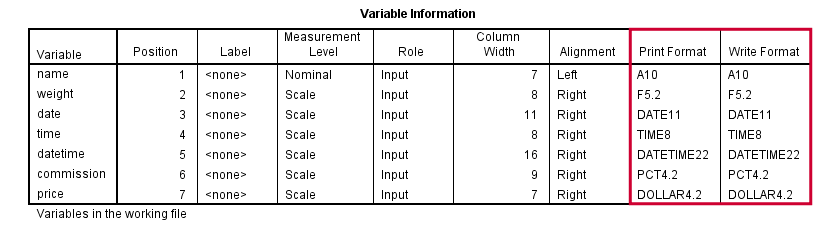 Variable Information
Variable Position Label Measurement Level Role Column Width Alignment Print Format Write Format
name 1 <none> Nominal Input 7 Left A10 A10
weight 2 <none> Scale Input 8 Right F5.2 F5.2
date 3 <none> Scale Input 11 Right DATE11 DATE11
time 4 <none> Scale Input 8 Right TIME8 TIME8
datetime 5 <none> Scale Input 16 Right DATETIME22 DATETIME22
commission 6 <none> Scale Input 9 Right PCT4.2 PCT4.2
price 7 <none> Scale Input 7 Right DOLLAR4.2 DOLLAR4.2
Variables in the working file